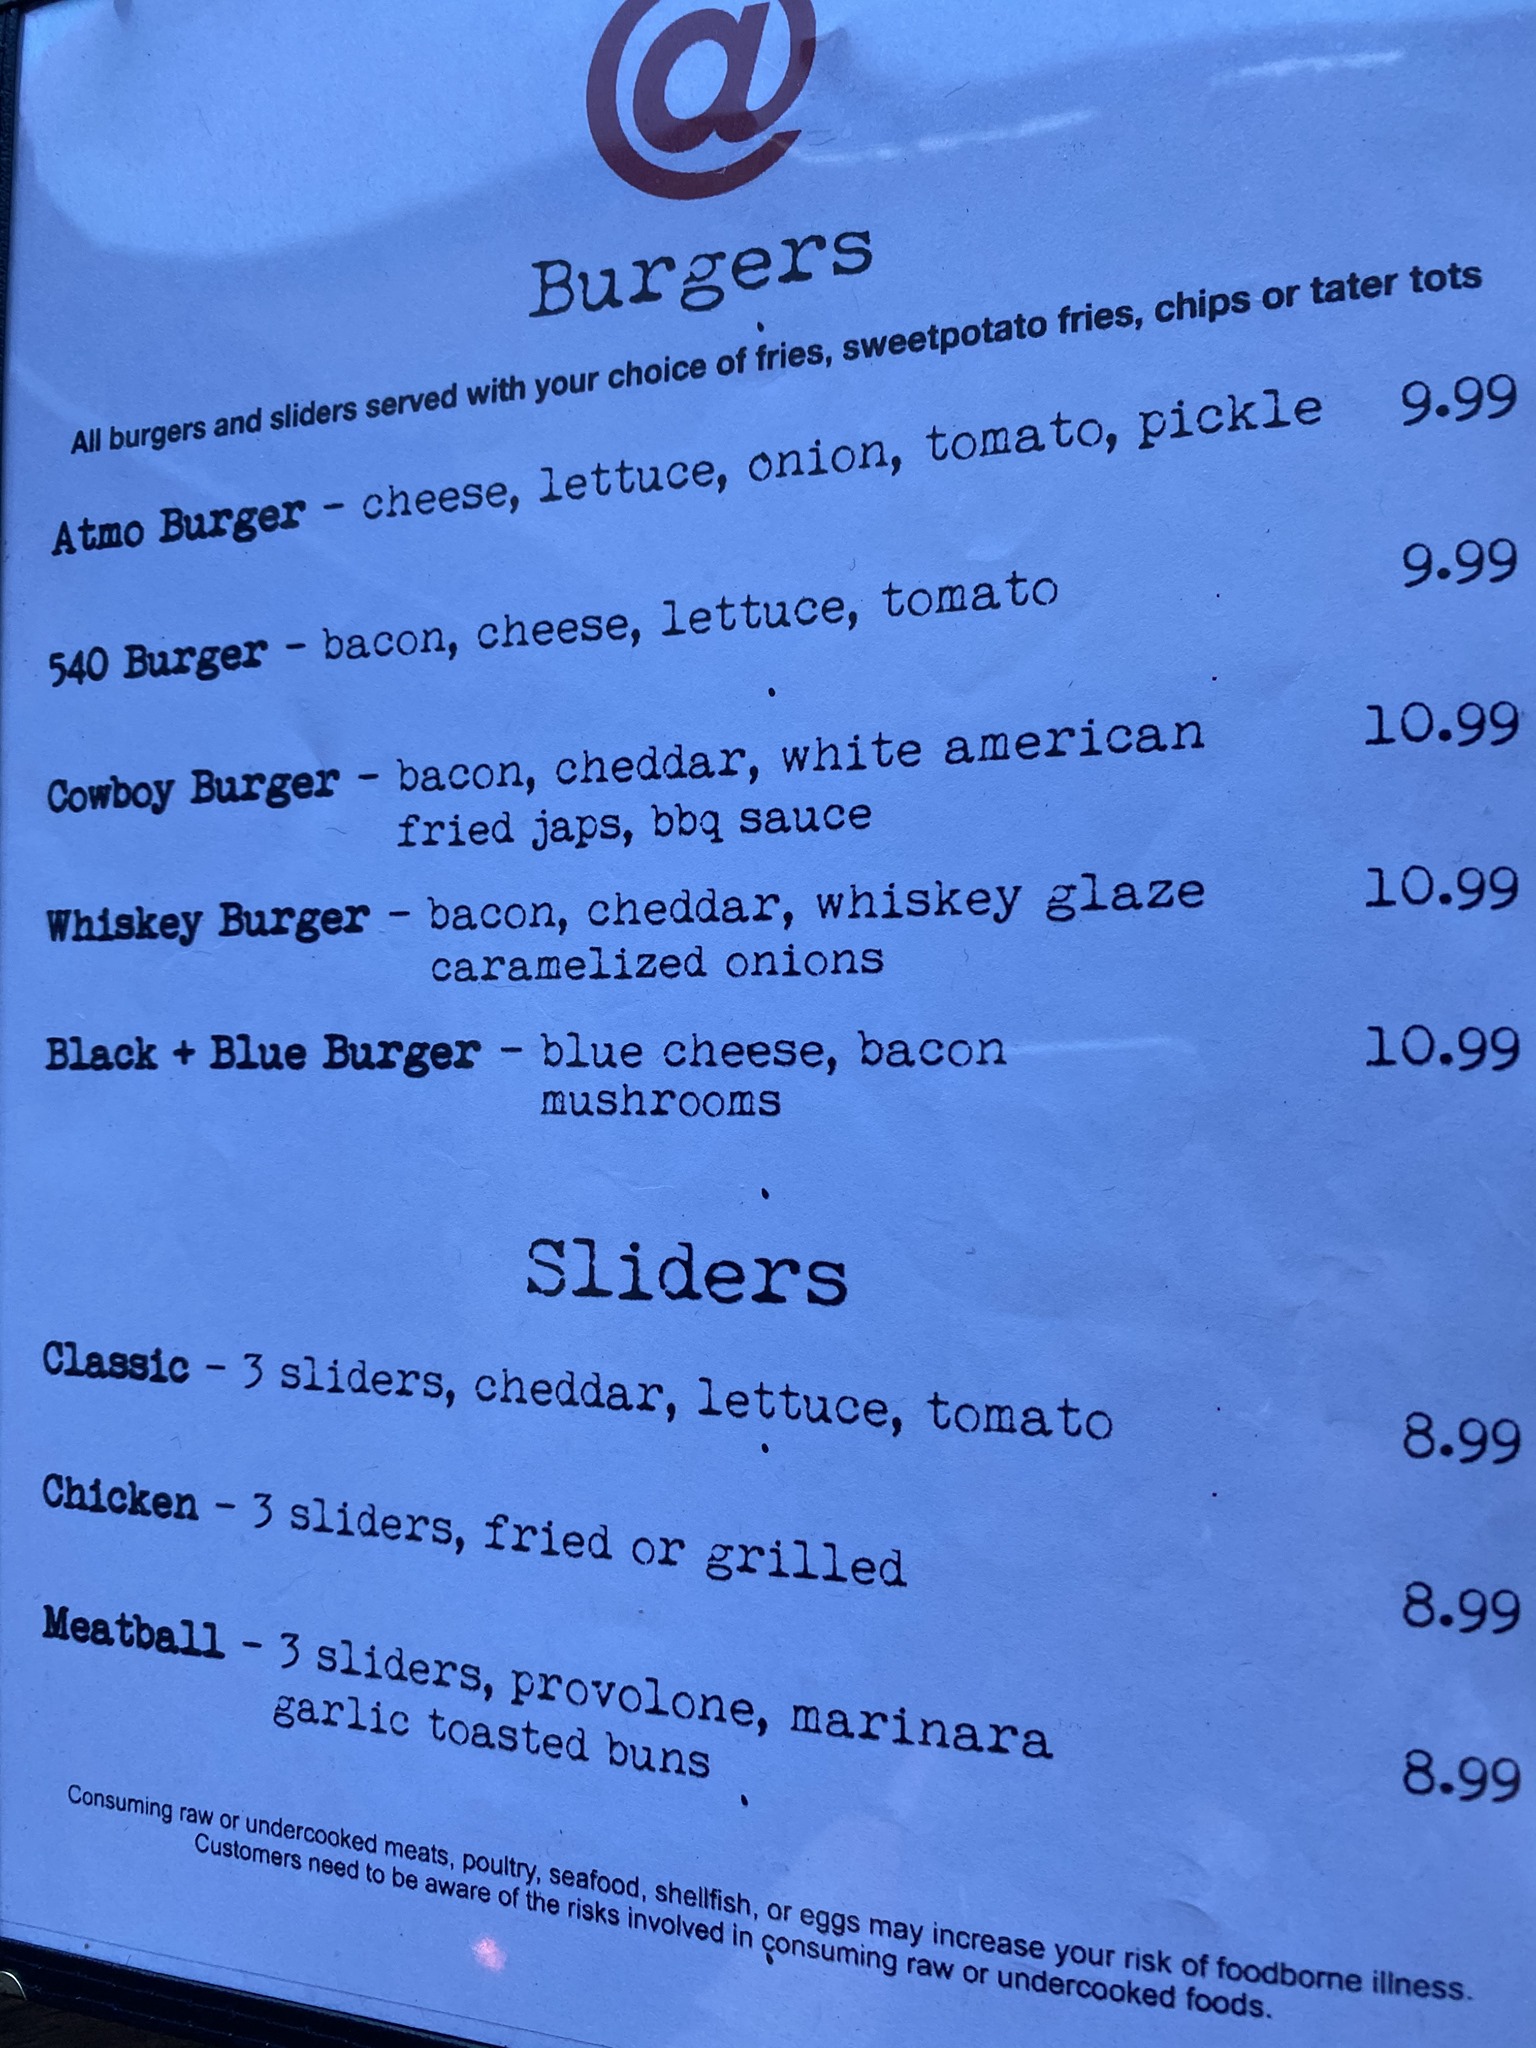 @
Burgers
All burgers and sliders served with your choice of fries, sweetpotato fries, chips or tater tots
Atmo Burger - cheese, lettuce, onion, tomato, pickle 9.99
540 Burger - bacon, cheese, lettuce, tomato 9.99
Cowboy Burger - bacon, cheddar, white american 10.99
fried japs, bbq sauce
Whiskey Burger - bacon, cheddar, whiskey glaze 10.99
caramelized onions
Black + Blue Burger - blue cheese, bacon 10.99
mushrooms
Sliders
Classic - 3 sliders, cheddar, lettuce, tomato 8.99
Chicken - 3 sliders, fried or grilled 8.99
Meatball - 3 sliders, provolone, marinara 8.99
garlic toasted buns
Consuming raw or undercooked meats, poultry, seafood, shellfish, or eggs may increase your risk of foodborne illness.
Customers need to be aware of the risks involved in consuming raw or undercooked foods.